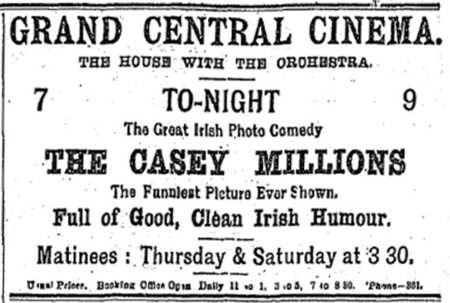 GRAND CENTRAL CINEMA.
THE HOUSE WITH THE ORCHESTRA.
7 TO-NIGHT 9
The Great Irish Photo Comedy
THE CASEY MILLIONS
The Funniest Picture Ever Shown.
Full of Good, Clean Irish Humour.
Matinees : Thursday & Saturday at 3 30.
Usual Prices. Booking Office Open Daily 11 to 1, 3 to 5, 7 to 8 30. 'Phone—361.